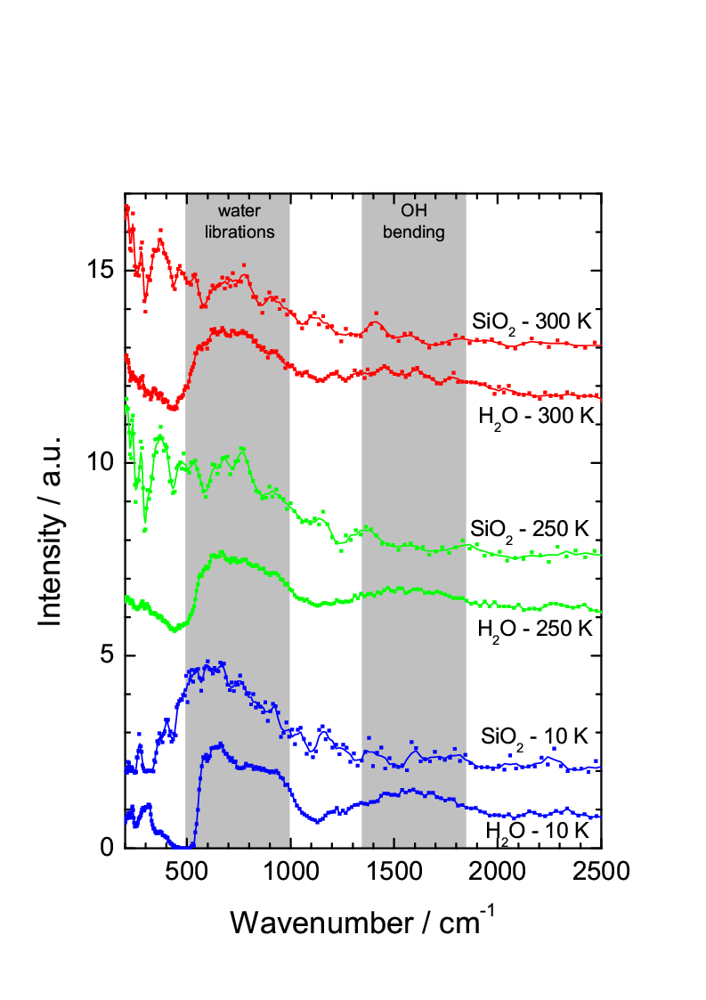 water
librations
OH
bending
15
SiO₂ - 300 K
H₂O - 300 K
10
SiO₂ - 250 K
H₂O - 250 K
5
SiO₂ - 10 K
H₂O - 10 K
0
500 1000 1500 2000 2500
Intensity / a.u.
Wavenumber / cm⁻¹